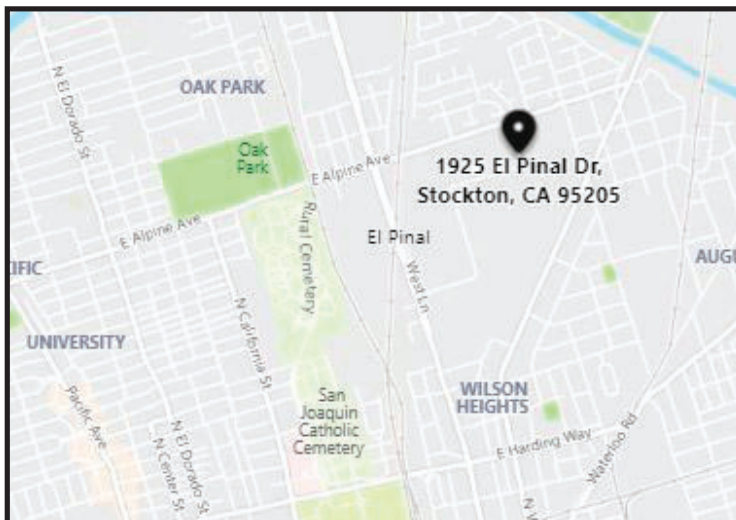 N El Dorado St
OAK PARK
Oak
Park
E Alpine Ave
1925 El Pinal Dr,
Stockton, CA 95205
E Alpine Ave
Rural Cemetery
El Pinal
West Ln
N California St
UNIVERSITY
Pacific Ave
San
Joaquin
Catholic
Cemetery
WILSON
HEIGHTS
N El Dorado St
N Center St
E Harding Way
Waterloo Rd